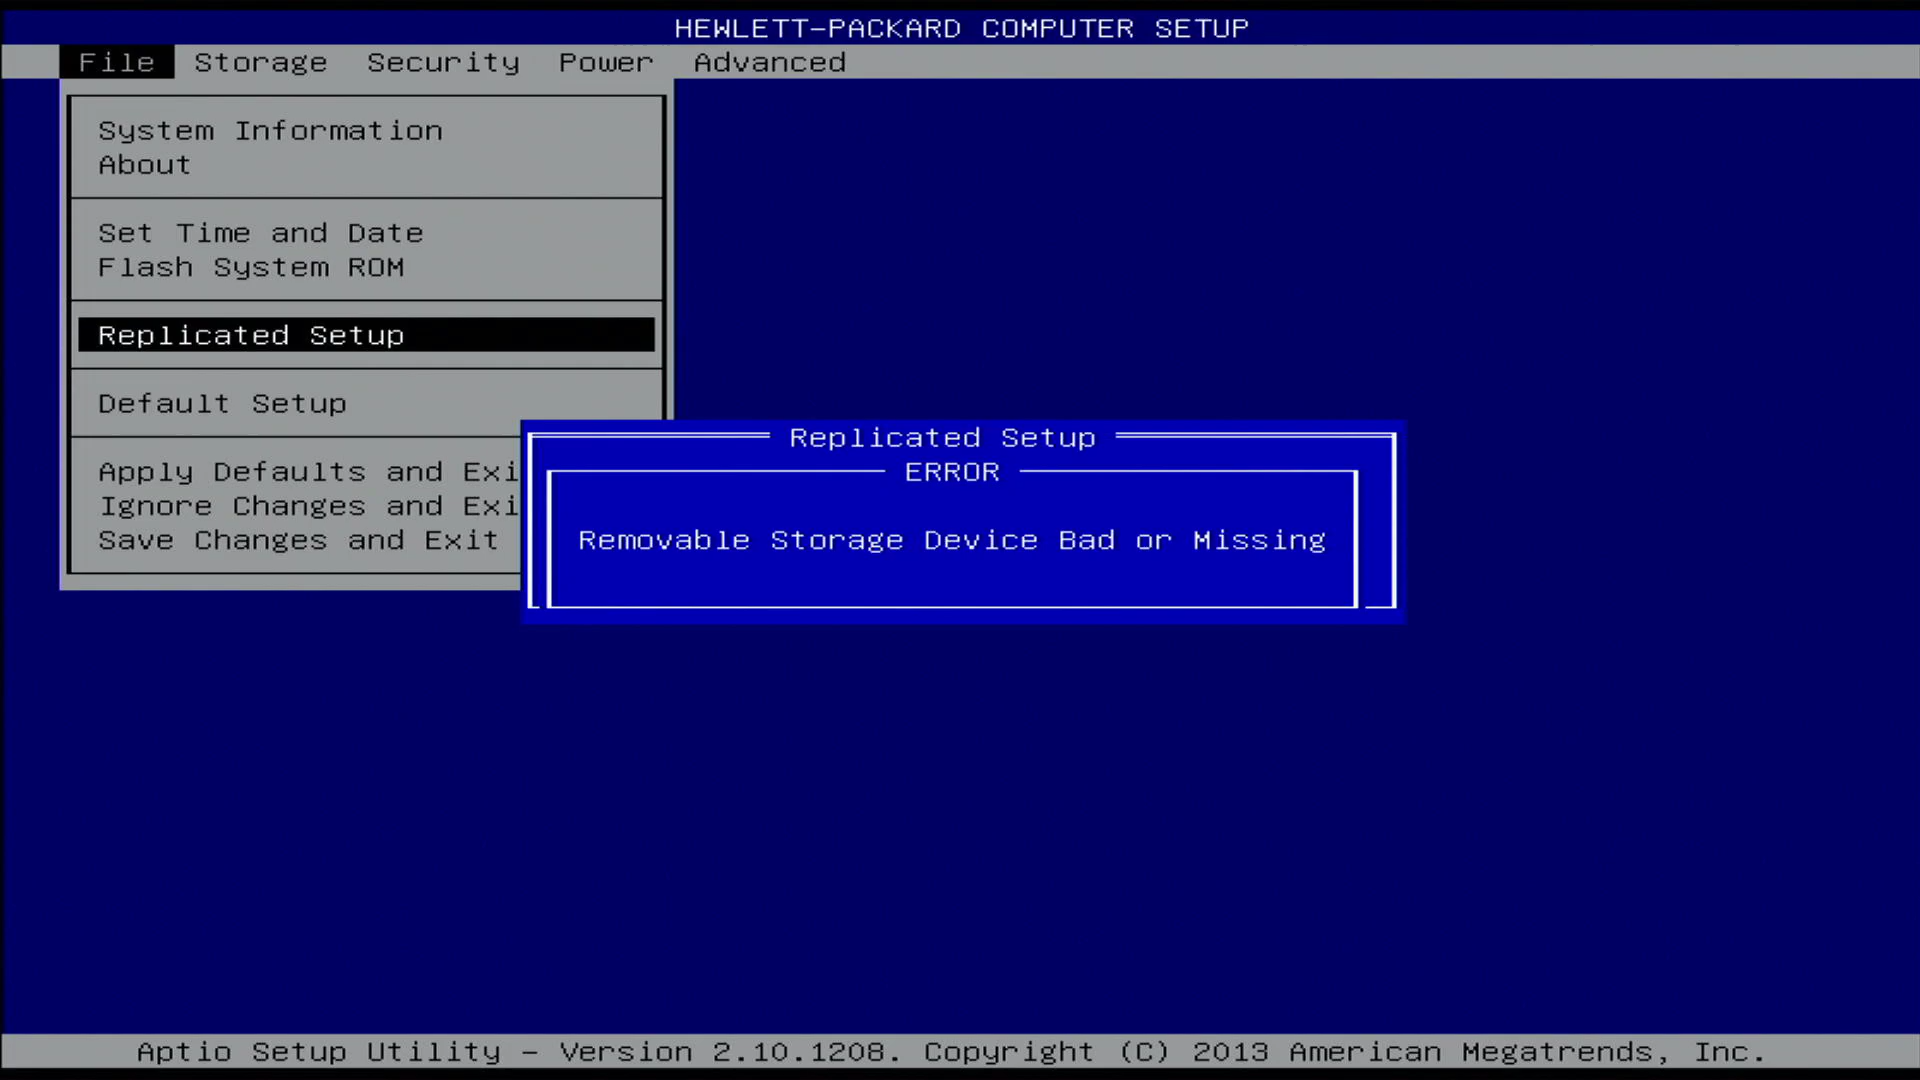 HEWLETT-PACKARD COMPUTER SETUP
File Storage Security Power Advanced
System Information
About
Set Time and Date
Flash System ROM
Replicated Setup
Default Setup
Apply Defaults and Exi
Ignore Changes and Exi
Save Changes and Exit
Replicated Setup
ERROR
Removable Storage Device Bad or Missing
Aptio Setup Utility - Version 2.10.1208. Copyright (C) 2013 American Megatrends, Inc.